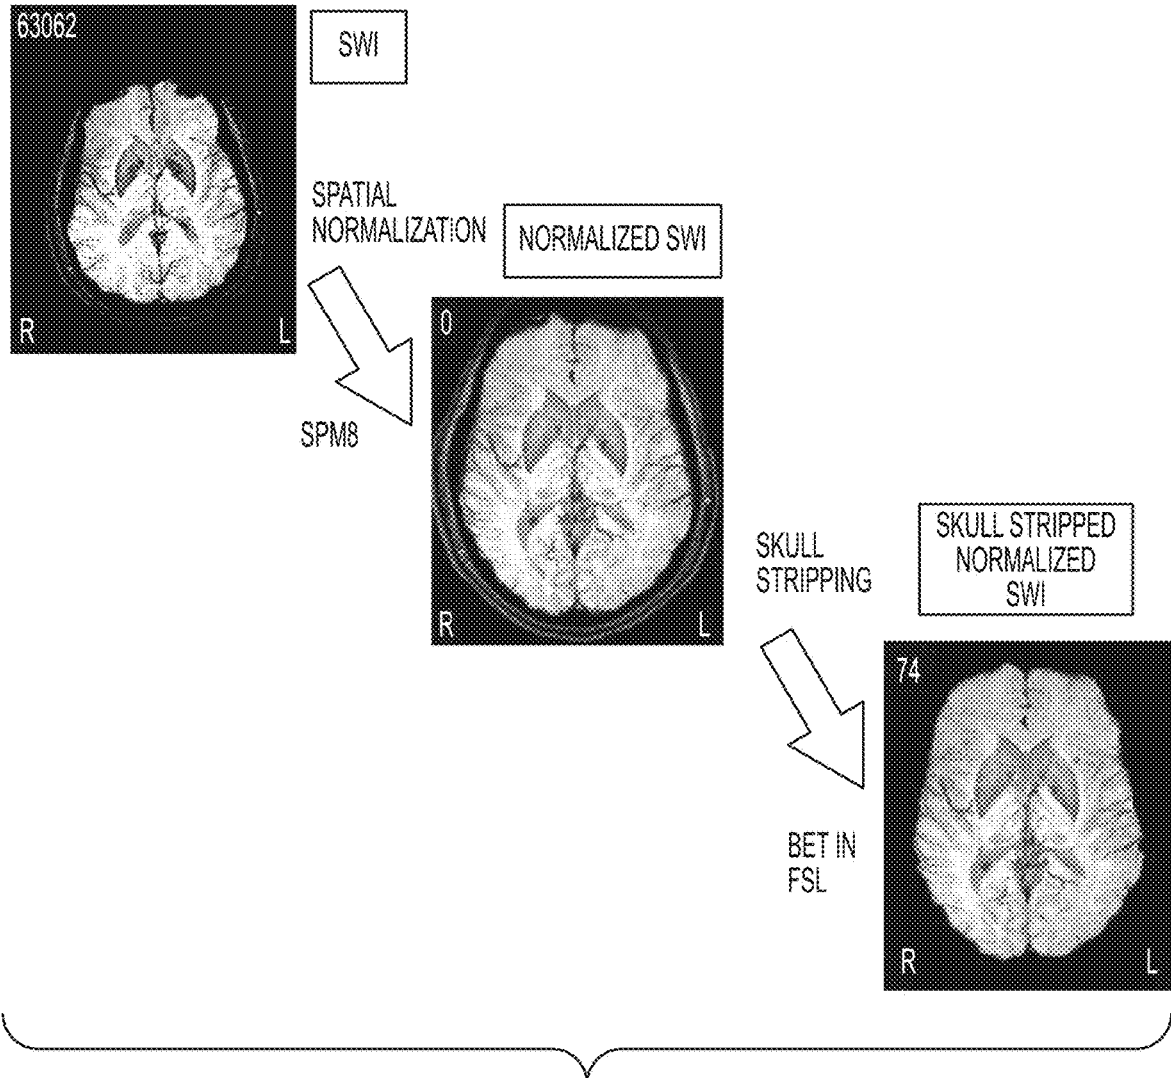 63062
SWI
R L
SPATIAL
NORMALIZATION
SPM8
NORMALIZED SWI
0
R L
SKULL
STRIPPING
BET IN
FSL
SKULL STRIPPED
NORMALIZED
SWI
74
R L